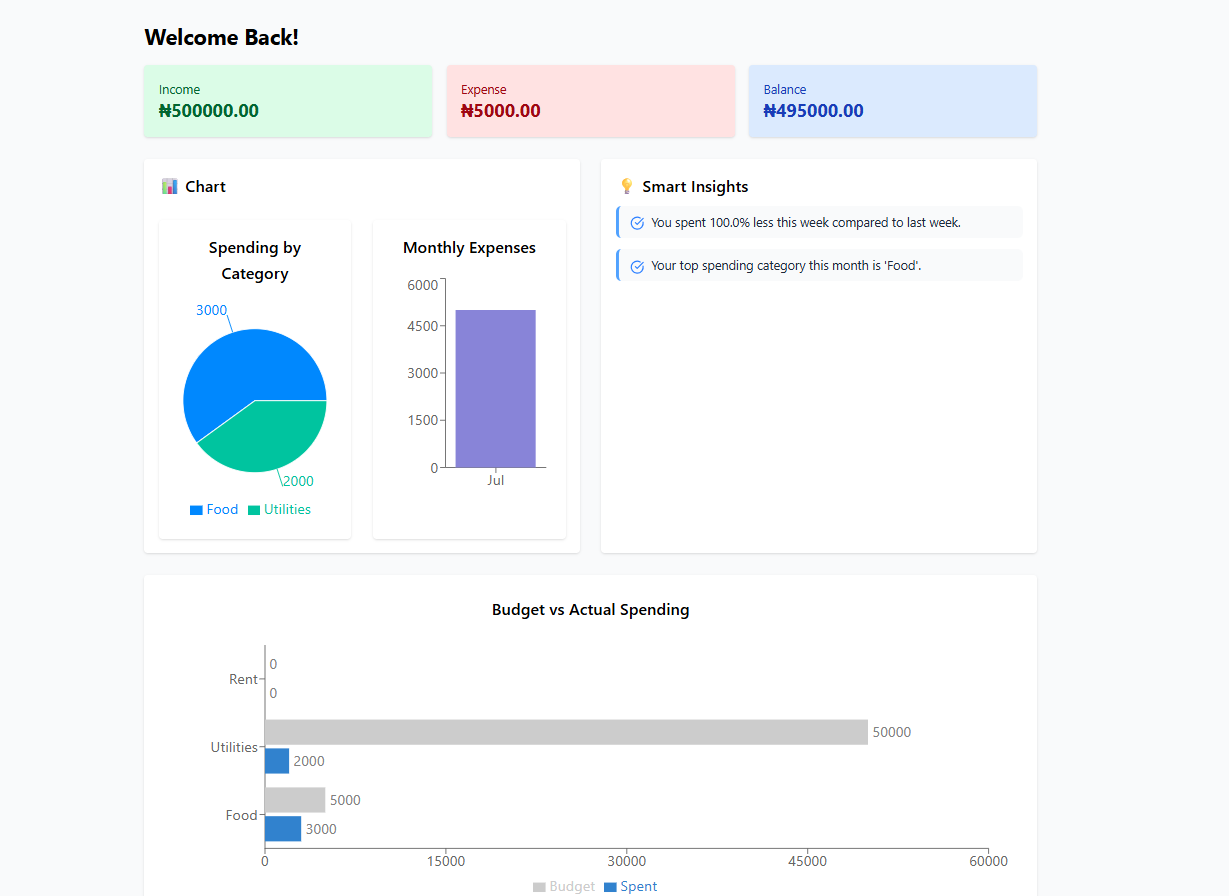 Welcome Back!
Income
₦500000.00
Expense
₦5000.00
Balance
₦495000.00
Chart
Spending by
Category
3000
2000
Food
Utilities
Monthly Expenses
6000
4500
3000
1500
0
Jul
Smart Insights
You spent 100.0% less this week compared to last week.
Your top spending category this month is 'Food'.
Budget vs Actual Spending
Rent
0
0
Utilities
50000
2000
Food
5000
3000
0 15000 30000 45000 60000
Budget Spent